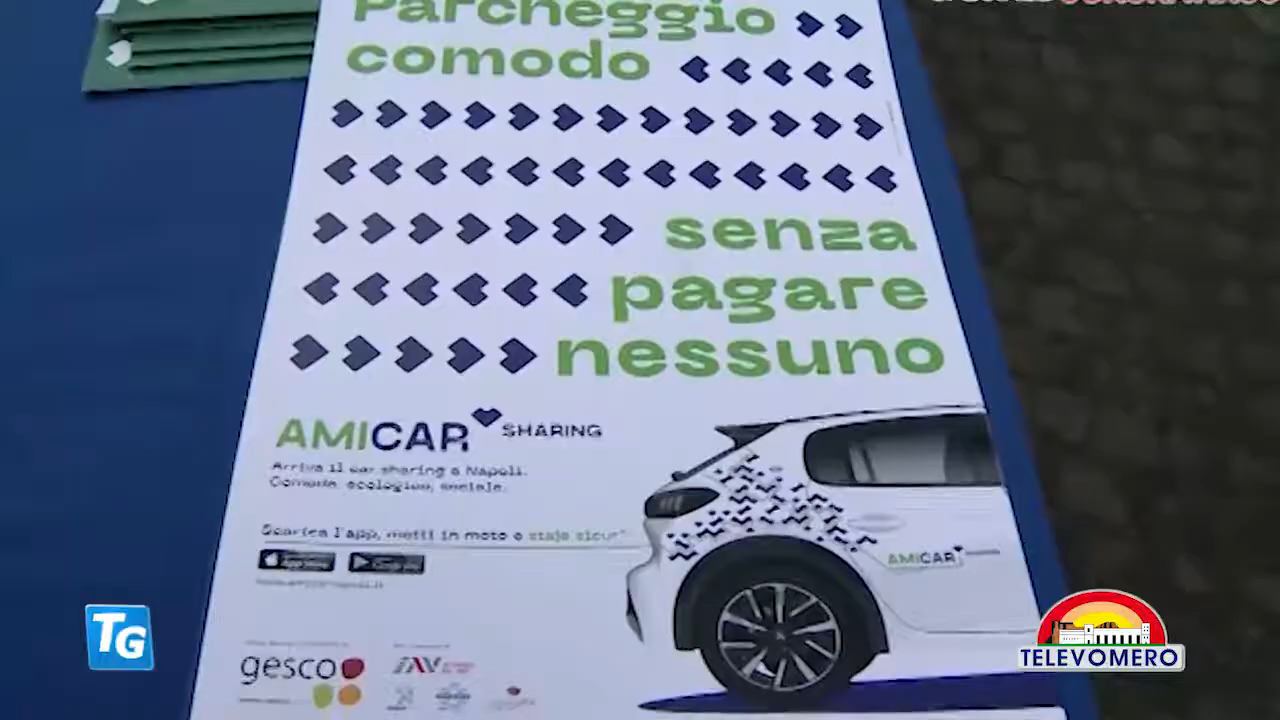 Parcheggio
comodo
senza
pagare
nessuno
AMICAR SHARING
Arriva il car sharing a Napoli.
Comodo, ecologico, sociale.
Scarica l'app, metti in moto e staje sicur'
AMICAR
gesco
TG
TELEVOMERO